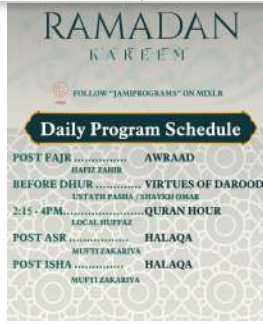 RAMADAN
KAREEM
FOLLOW "JAMIPROGRAMS" ON MIXLR
Daily Program Schedule
POST FAJR ............... AWRAAD
HAFIZ ZAHIR
BEFORE DHUR ............. VIRTUES OF DAROOD
USTATH PASHA / SHAYKH OMAR
2:15 - 4PM.....................QURAN HOUR
LOCAL HUFFAZ
POST ASR ................ HALAQA
MUFTI ZAKARIYA
POST ISHA ............... HALAQA
MUFTI ZAKARIYA